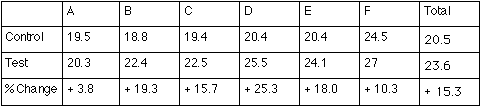 A B C D E F Total
Control 19.5 18.8 19.4 20.4 20.4 24.5 20.5
Test 20.3 22.4 22.5 25.5 24.1 27 23.6
% Change + 3.8 + 19.3 + 15.7 + 25.3 + 18.0 + 10.3 + 15.3